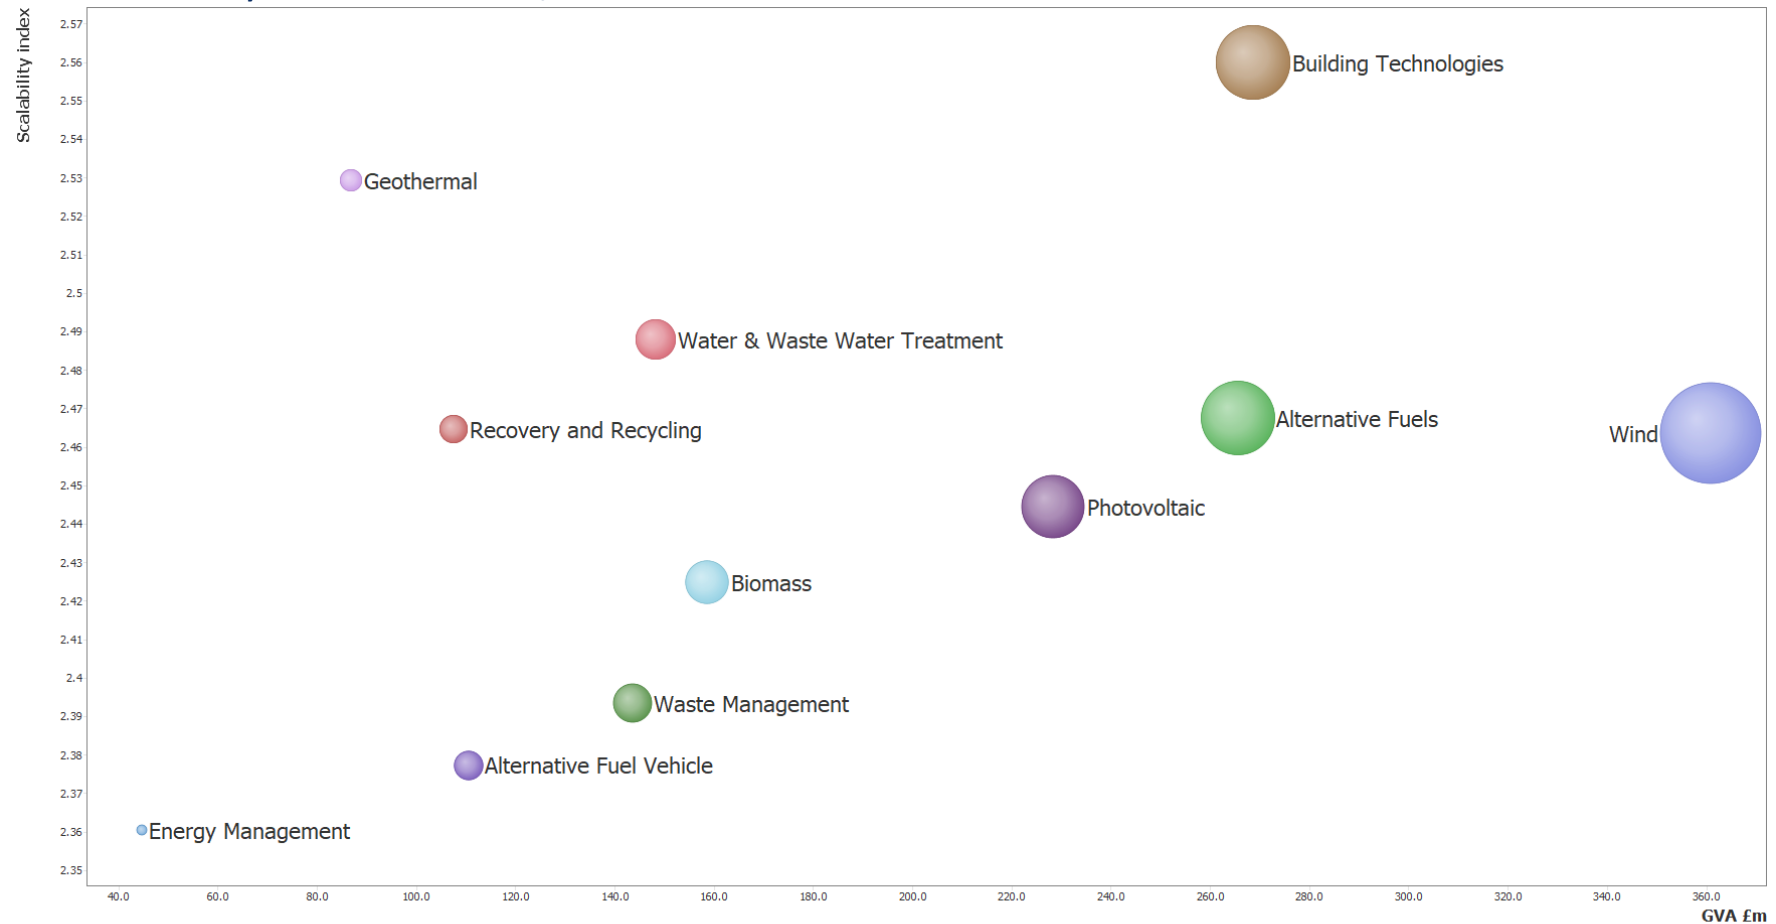 Scalability index
2.57
2.56
Building Technologies
2.55
2.54
2.53
Geothermal
2.52
2.51
2.5
2.49
Water & Waste Water Treatment
2.48
2.47
Alternative Fuels
Recovery and Recycling
Wind
2.46
2.45
Photovoltaic
2.44
2.43
Biomass
2.42
2.41
2.4
Waste Management
2.39
2.38
Alternative Fuel Vehicle
2.37
Energy Management
2.36
2.35
40.0 60.0 80.0 100.0 120.0 140.0 160.0 180.0 200.0 220.0 240.0 260.0 280.0 300.0 320.0 340.0 360.0
GVA £m